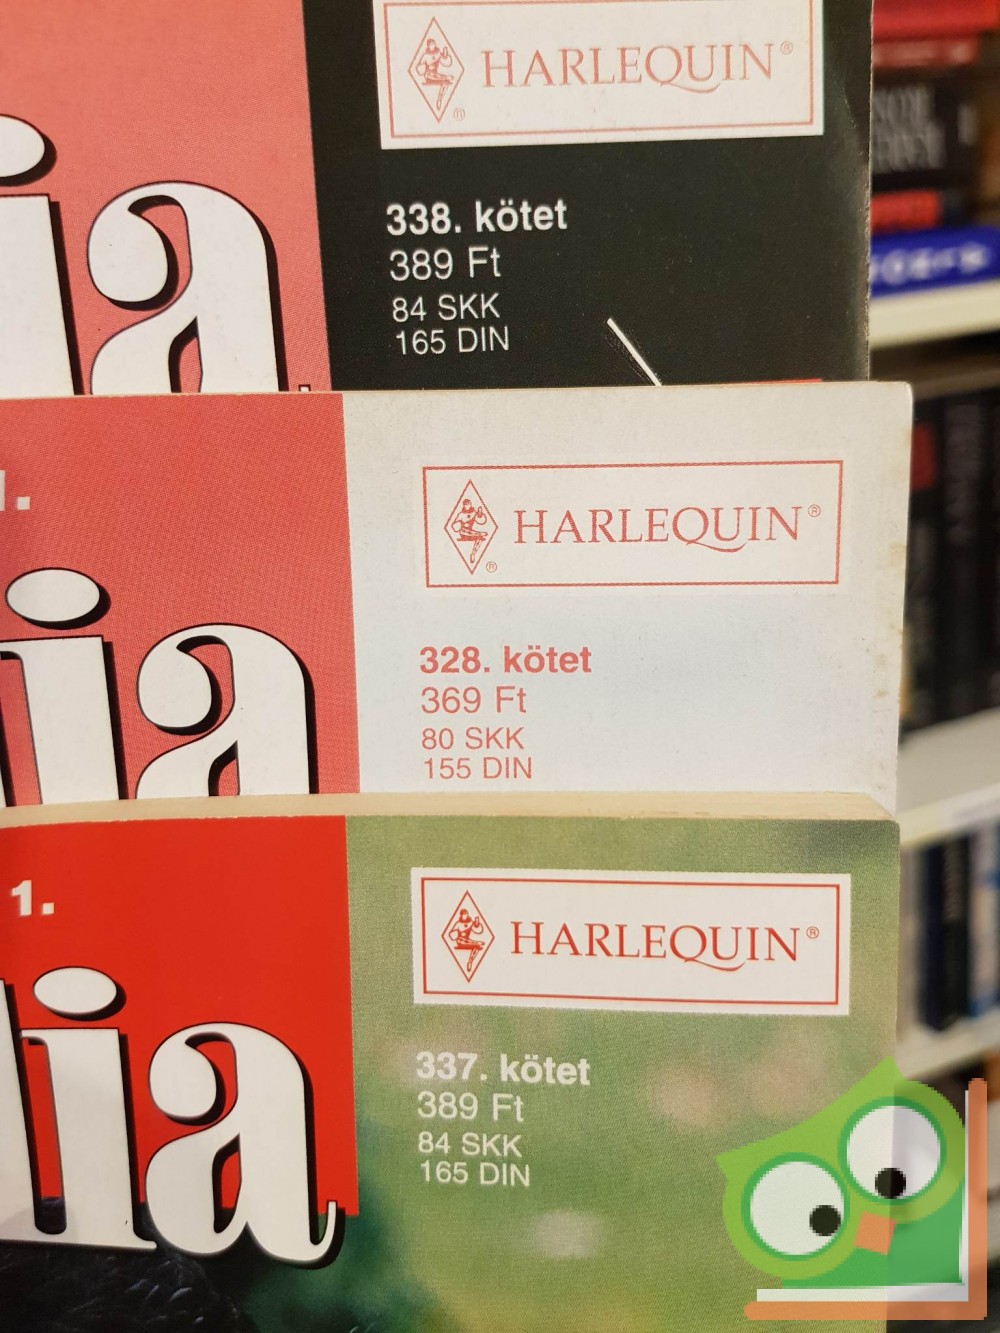 HARLEQUIN®
®
338. kötet
389 Ft
84 SKK
165 DIN
ia
1.
HARLEQUIN®
®
328. kötet
369 Ft
80 SKK
155 DIN
ia
1.
HARLEQUIN®
337. kötet
389 Ft
84 SKK
165 DIN
lia